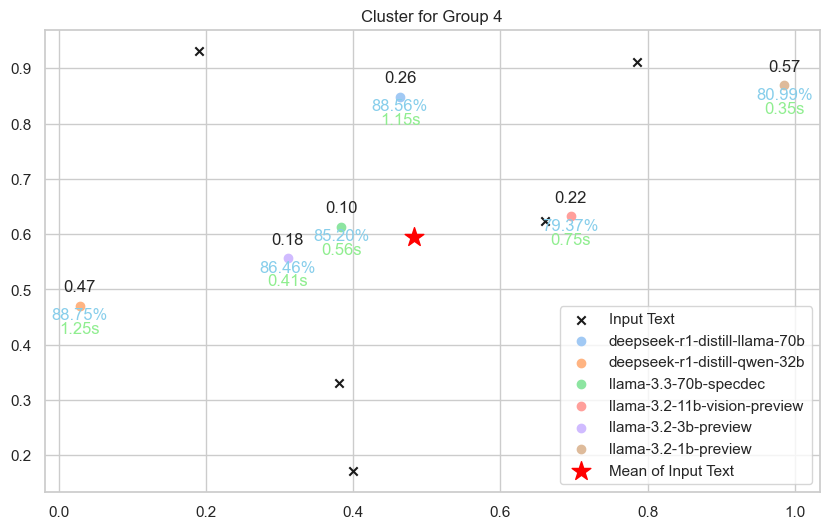 Cluster for Group 4
0.9
0.8
0.7
0.6
0.5
0.4
0.3
0.2
0.57
80.99%
0.35s
0.26
88.56%
1.15s
0.22
79.37%
0.75s
0.10
85.20%
0.56s
0.18
86.46%
0.41s
0.47
88.75%
1.25s
Input Text
deepseek-r1-distill-llama-70b
deepseek-r1-distill-qwen-32b
llama-3.3-70b-specdec
llama-3.2-11b-vision-preview
llama-3.2-3b-preview
llama-3.2-1b-preview
Mean of Input Text
0.0 0.2 0.4 0.6 0.8 1.0